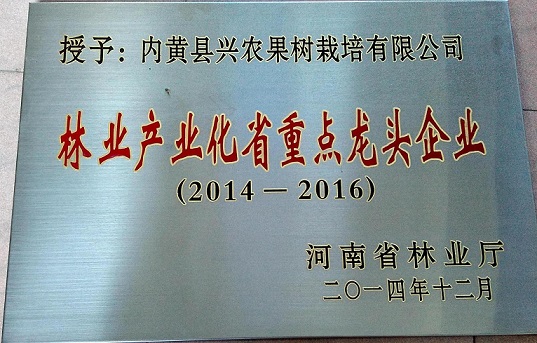 授予：内黄县兴农果树栽培有限公司
林业产业化省重点龙头企业
(2014－2016)
河南省林业厅
二〇一四年十二月